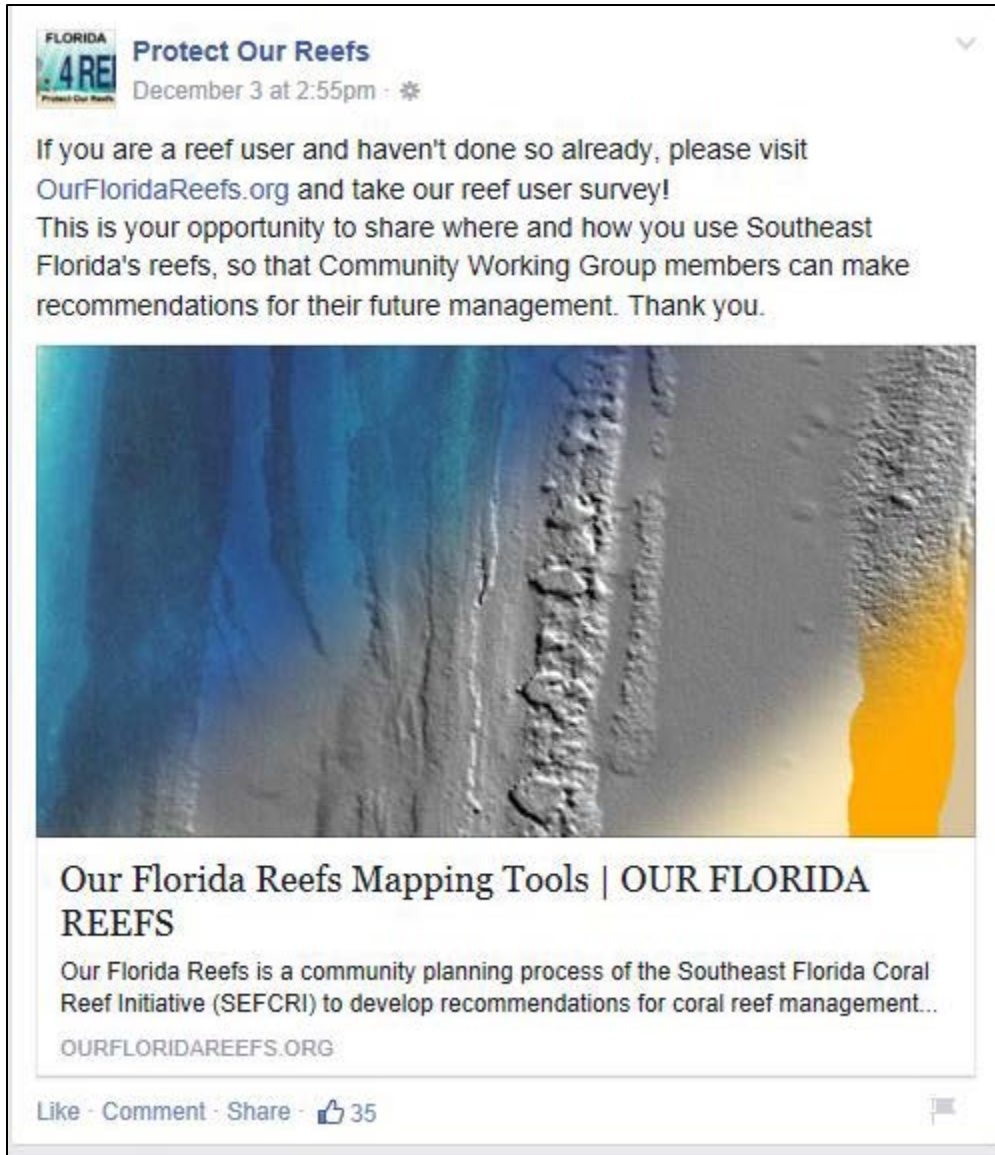 FLORIDA
4 REE
Protect Our Reefs
Protect Our Reefs
December 3 at 2:55pm ·
If you are a reef user and haven't done so already, please visit
OurFloridaReefs.org and take our reef user survey!
This is your opportunity to share where and how you use Southeast
Florida's reefs, so that Community Working Group members can make
recommendations for their future management. Thank you.
Our Florida Reefs Mapping Tools | OUR FLORIDA
REEFS
Our Florida Reefs is a community planning process of the Southeast Florida Coral
Reef Initiative (SEFCRI) to develop recommendations for coral reef management...
OURFLORIDAREEFS.ORG
Like · Comment · Share · 35